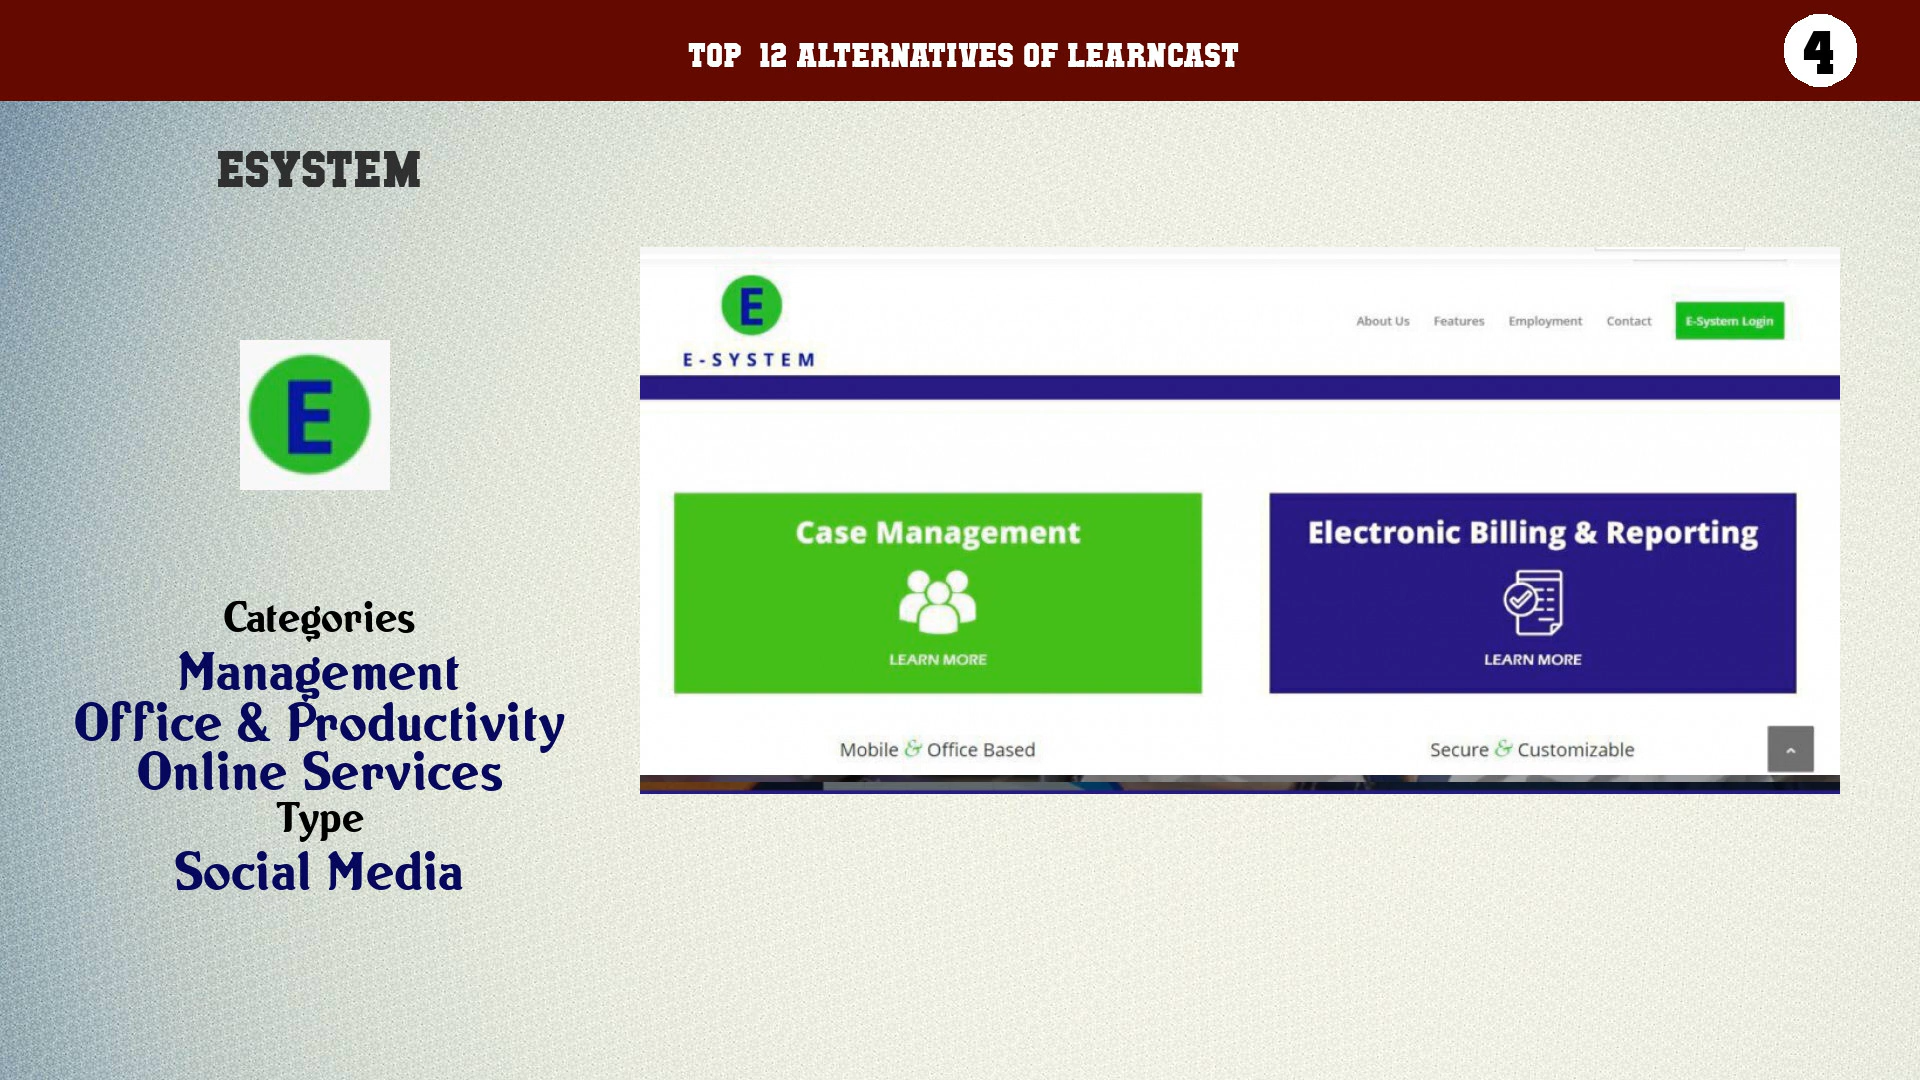 TOP 12 ALTERNATIVES OF LEARNCAST
4
ESYSTEM
E
Categories
Management
Office & Productivity
Online Services
Type
Social Media
E
E-SYSTEM
About Us Features Employment Contact E-System Login
Case Management
LEARN MORE
Mobile & Office Based
Electronic Billing & Reporting
LEARN MORE
Secure & Customizable